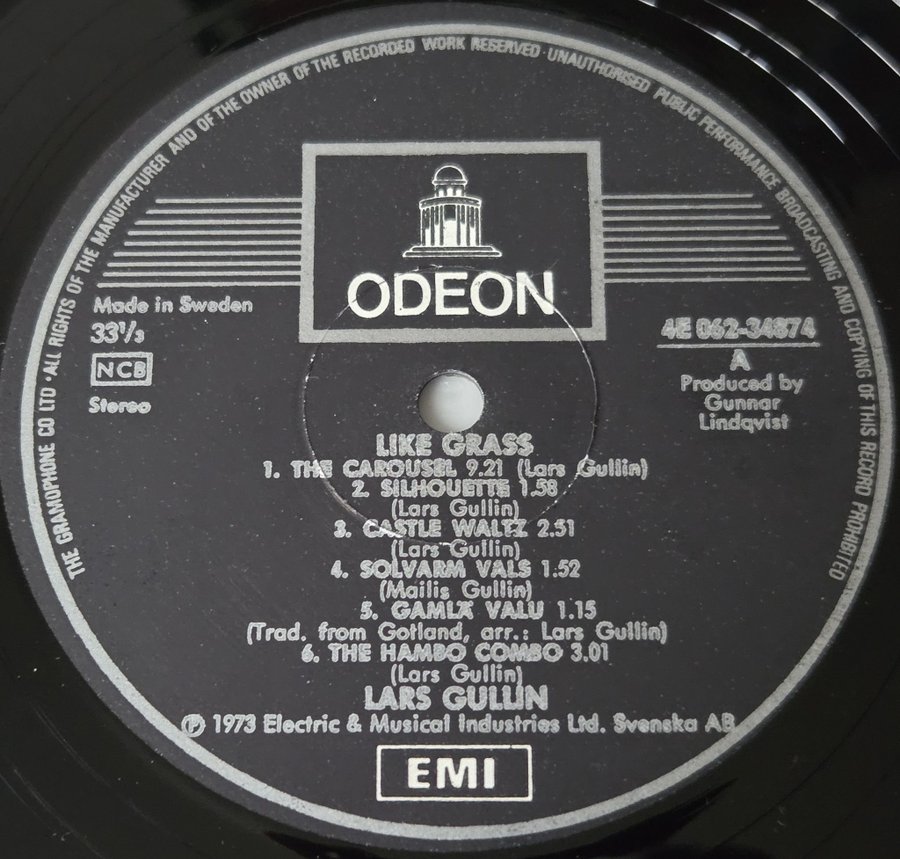 THE GRAMOPHONE CO LTD · ALL RIGHTS OF THE MANUFACTURER AND OF THE OWNER OF THE RECORDED WORK RESERVED · UNAUTHORISED PUBLIC PERFORMANCE BROADCASTING AND COPYING OF THIS RECORD PROHIBITED
ODEON
Made in Sweden
33⅓
NCB
Stereo
4E 062-34874
A
Produced by
Gunnar
Lindqvist
LIKE GRASS
1. THE CAROUSEL 9.21 (Lars Gullin)
2. SILHOUETTE 1.58
(Lars Gullin)
3. CASTLE WALTZ 2.51
(Lars Gullin)
4. SOLVARM VALS 1.52
(Mailis Gullin)
5. GAMLA VALU 1.15
(Trad. from Gotland, arr.: Lars Gullin)
6. THE HAMBO COMBO 3.01
(Lars Gullin)
LARS GULLIN
℗ 1973 Electric & Musical Industries Ltd. Svenska AB
EMI